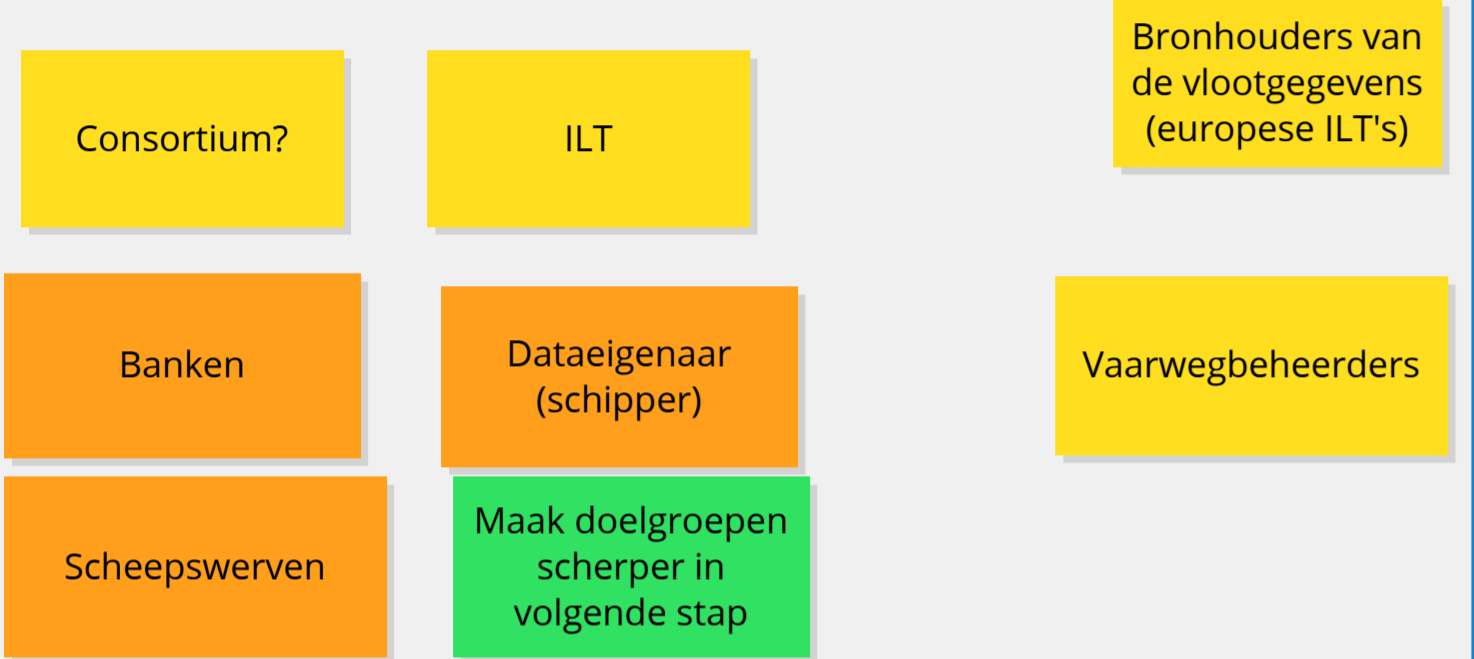 Consortium?
ILT
Bronhouders van
de vlootgegevens
(europese ILT's)
Banken
Dataeigenaar
(schipper)
Vaarwegbeheerders
Scheepswerven
Maak doelgroepen
scherper in
volgende stap